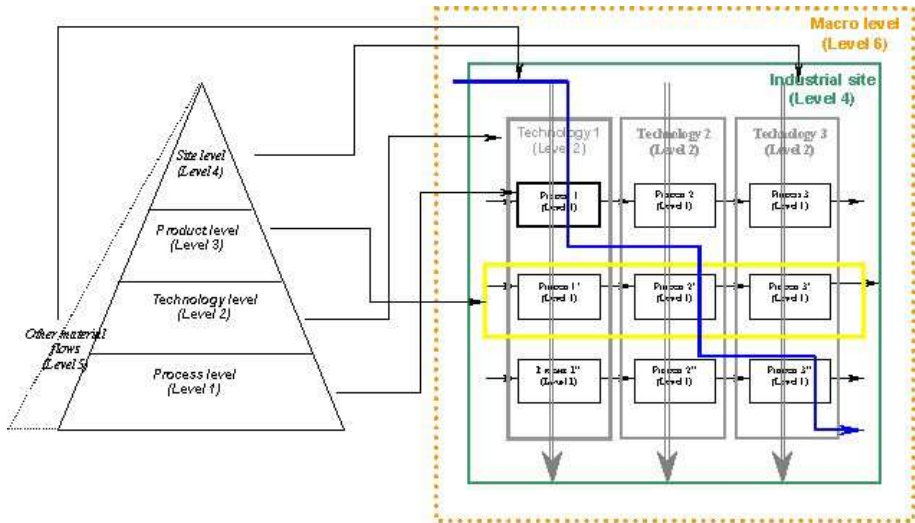 Macro level
(Level 6)
Industrial site
(Level 4)
Technology 1
(Level 2)
Technology 2
(Level 2)
Technology 3
(Level 2)
Site level
(Level 4)
Product level
(Level 3)
Technology level
(Level 2)
Process level
(Level 1)
Other material
flows
(Level 5)
Process 1
(Level 1)
Process 2
(Level 1)
Process 3
(Level 1)
Process 1'
(Level 1)
Process 2'
(Level 1)
Process 3'
(Level 1)
Process 1"
(Level 1)
Process 2"
(Level 1)
Process 3"
(Level 1)